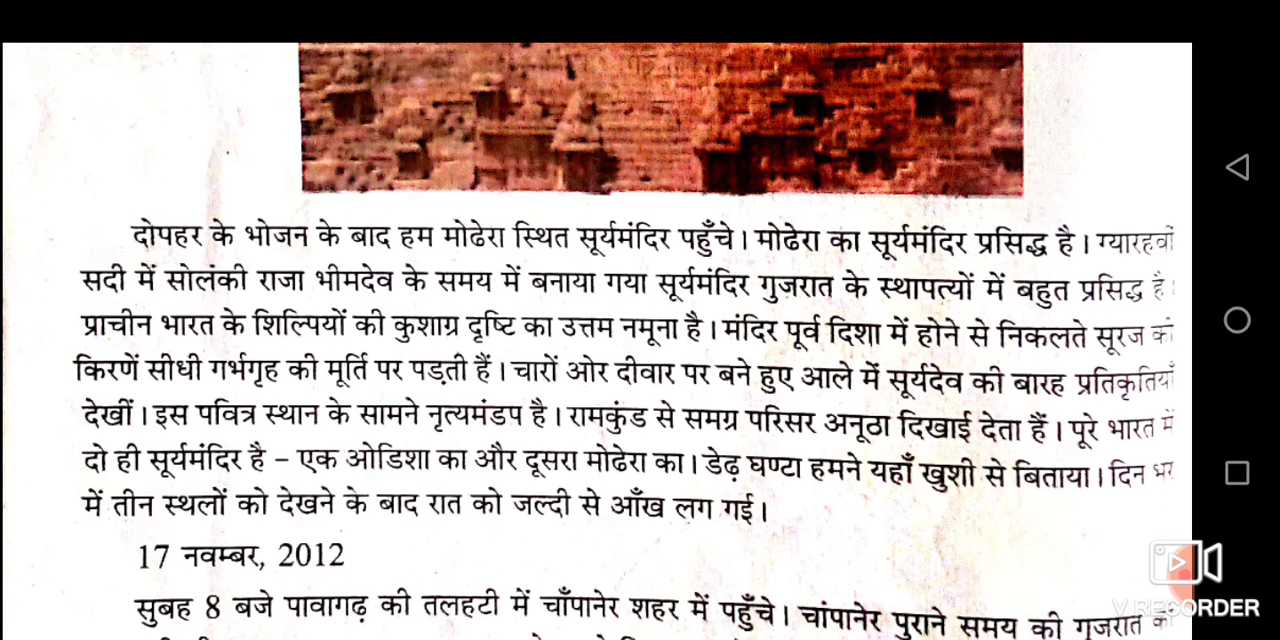 दोपहर के भोजन के बाद हम मोढेरा स्थित सूर्यमंदिर पहुँचे। मोढेरा का सूर्यमंदिर प्रसिद्ध है। ग्यारहवीं
सदी में सोलंकी राजा भीमदेव के समय में बनाया गया सूर्यमंदिर गुजरात के स्थापत्यों में बहुत प्रसिद्ध है।
प्राचीन भारत के शिल्पियों की कुशाग्र दृष्टि का उत्तम नमूना है। मंदिर पूर्व दिशा में होने से निकलते सूरज की
किरणें सीधी गर्भगृह की मूर्ति पर पड़ती हैं। चारों ओर दीवार पर बने हुए आले में सूर्यदेव की बारह प्रतिकृतियाँ
देखीं। इस पवित्र स्थान के सामने नृत्यमंडप है। रामकुंड से समग्र परिसर अनूठा दिखाई देता हैं। पूरे भारत में
दो ही सूर्यमंदिर है – एक ओडिशा का और दूसरा मोढेरा का। डेढ़ घण्टा हमने यहाँ खुशी से बिताया। दिन भर
में तीन स्थलों को देखने के बाद रात को जल्दी से आँख लग गई।
17 नवम्बर, 2012
सुबह 8 बजे पावागढ़ की तलहटी में चाँपानेर शहर में पहुँचे। चांपानेर पुराने समय की गुजरात की
V RECORDER